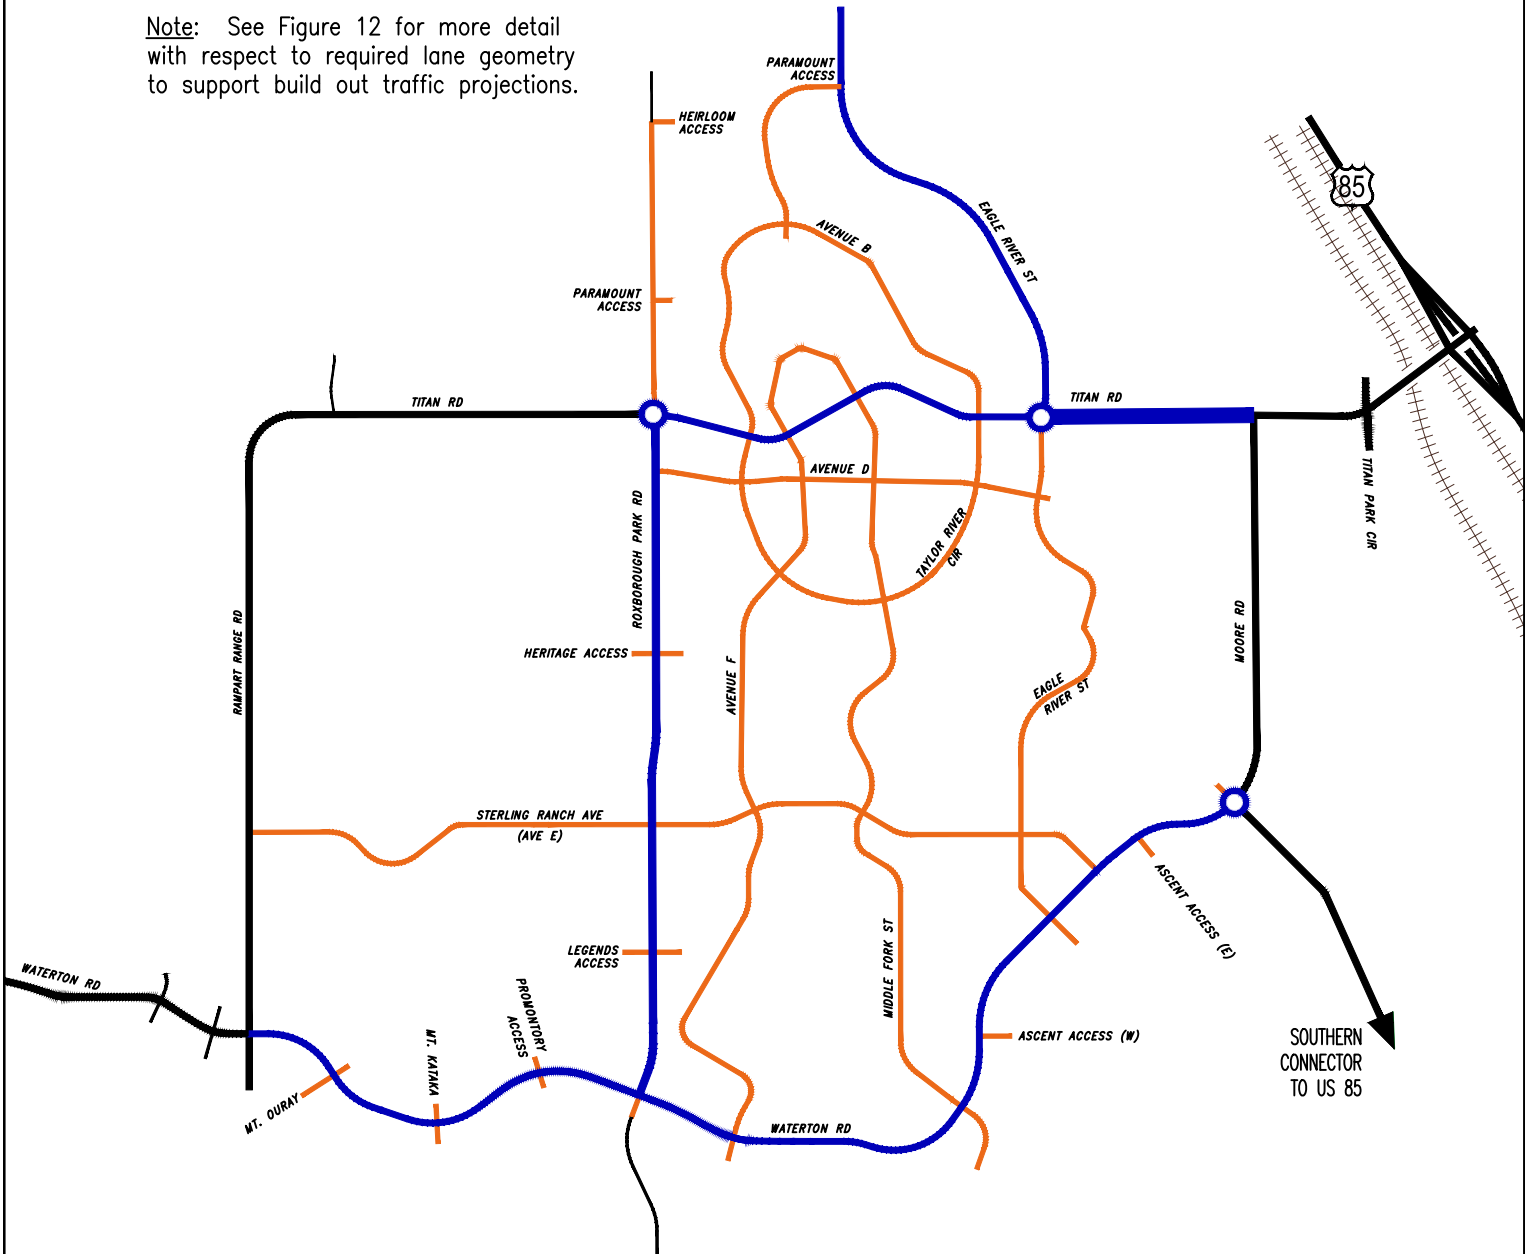 Note: See Figure 12 for more detail
with respect to required lane geometry
to support build out traffic projections.
PARAMOUNT
ACCESS
HEIRLOOM
ACCESS
85
EAGLE RIVER ST
AVENUE B
PARAMOUNT
ACCESS
TITAN RD
TITAN RD
AVENUE D
TITAN PARK CIR
ROXBOROUGH PARK RD
TAYLOR RIVER
CIR
RAMPART RANGE RD
MOORE RD
HERITAGE ACCESS
AVENUE F
EAGLE
RIVER ST
STERLING RANCH AVE
(AVE E)
ASCENT ACCESS (E)
MIDDLE FORK ST
LEGENDS
ACCESS
WATERTON RD
PROMONTORY
ACCESS
MT. KATAKA
ASCENT ACCESS (W)
SOUTHERN
CONNECTOR
TO US 85
MT. OURAY
WATERTON RD